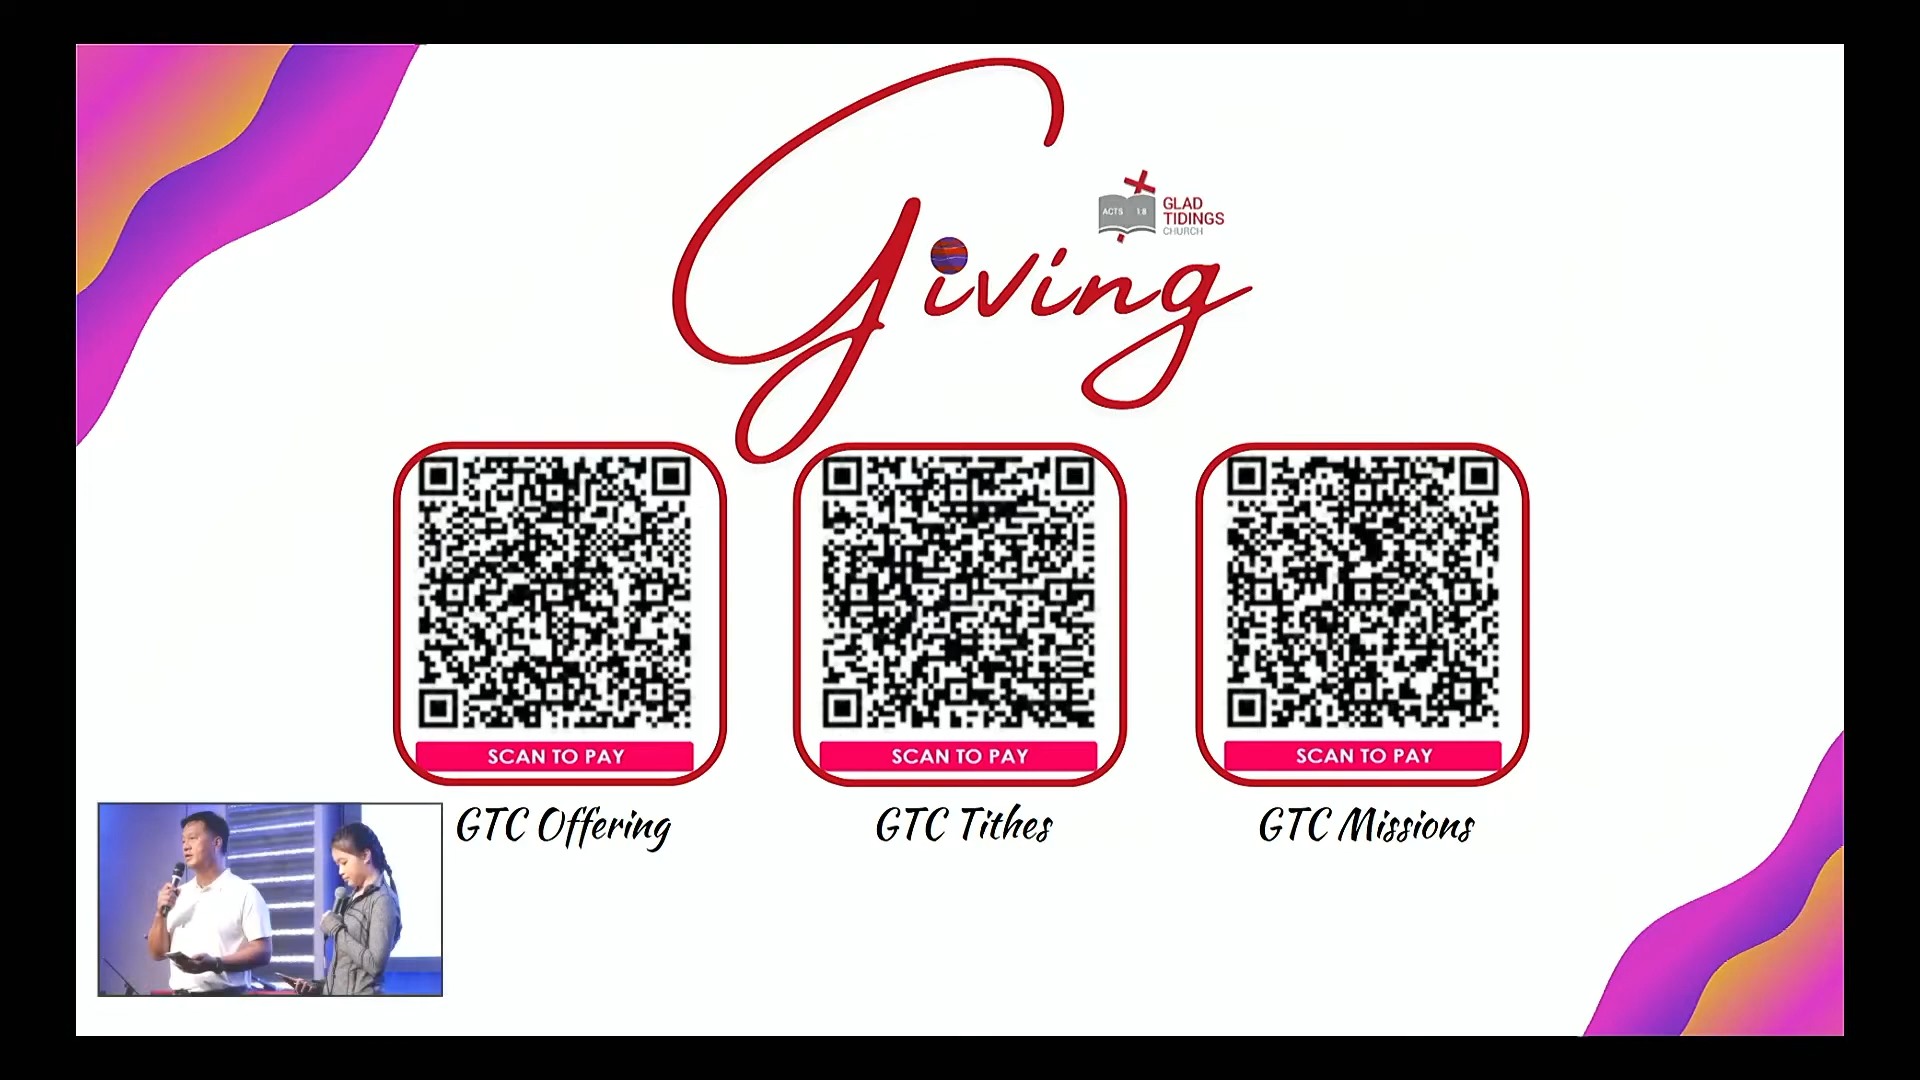 Giving
ACTS 1:8
GLAD
TIDINGS
CHURCH
SCAN TO PAY
SCAN TO PAY
SCAN TO PAY
GTC Offering
GTC Tithes
GTC Missions